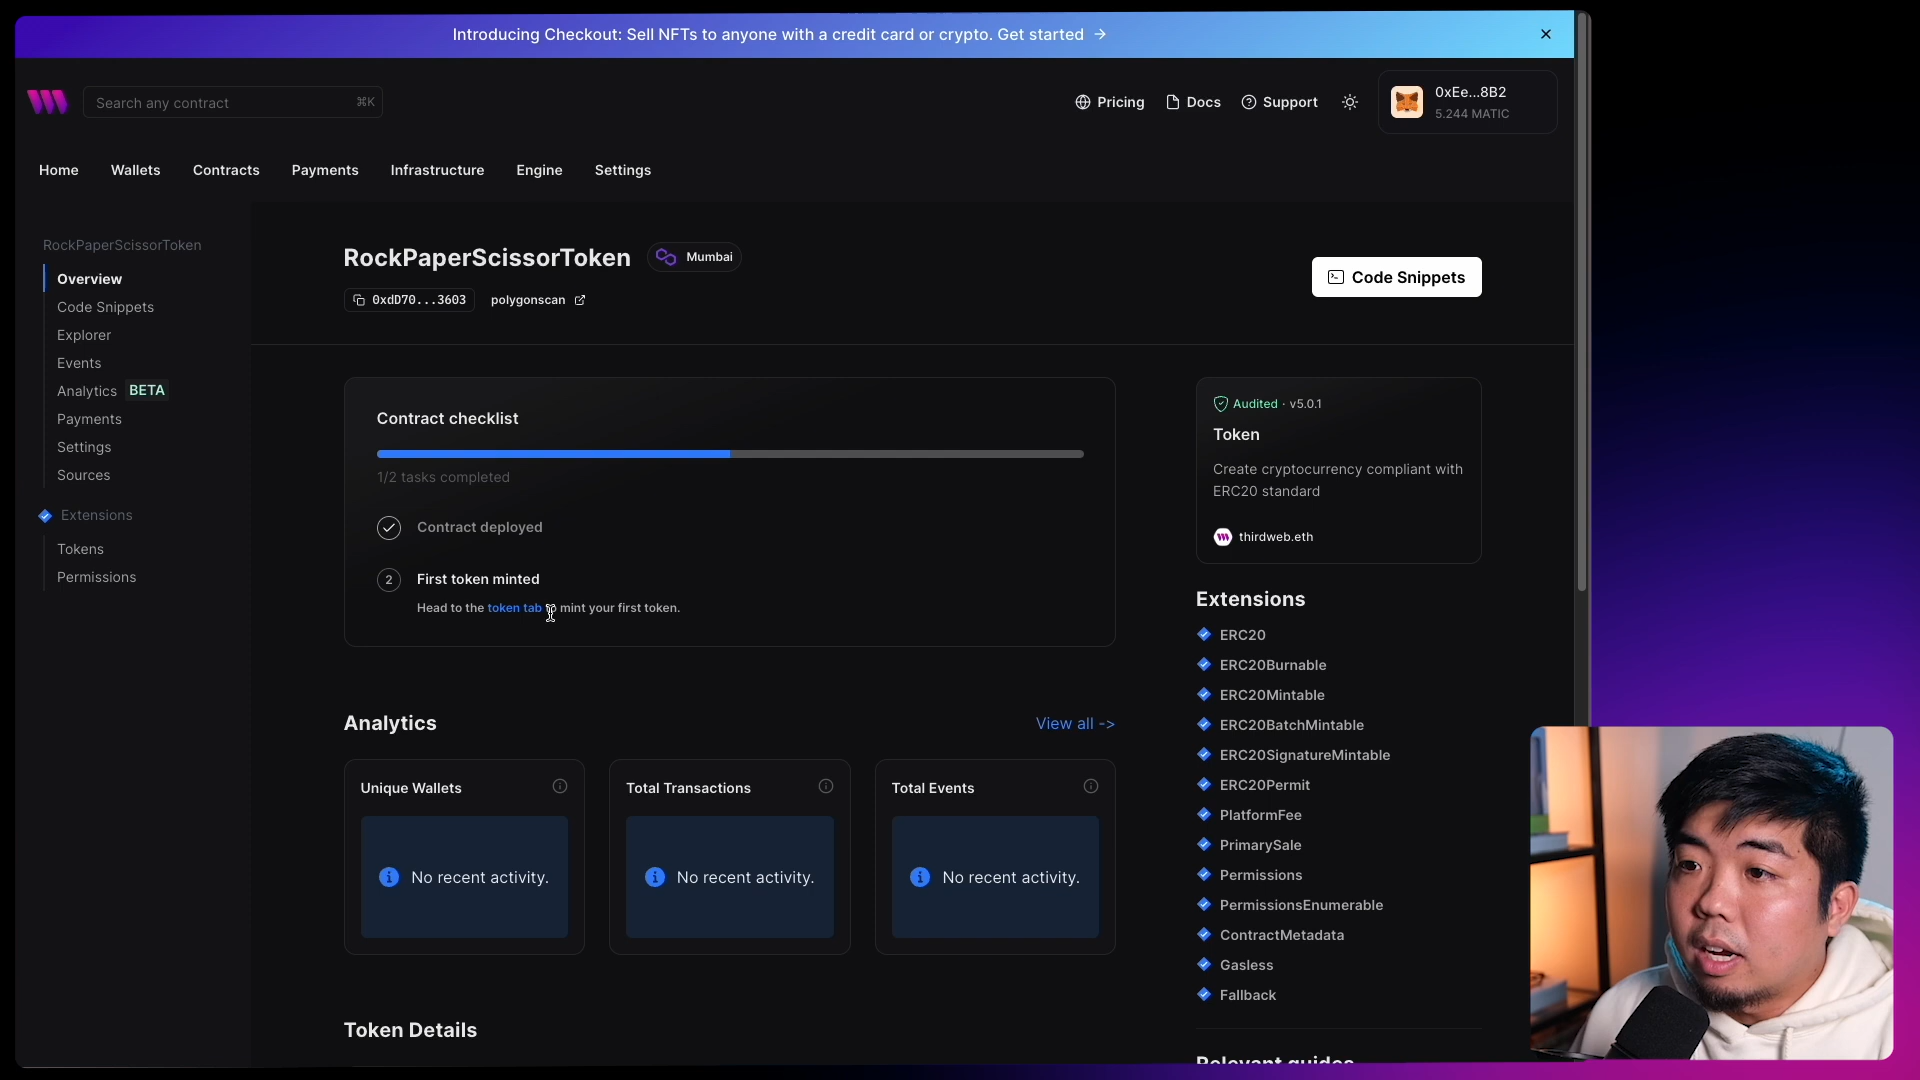 Introducing Checkout: Sell NFTs to anyone with a credit card or crypto. Get started →
Search any contract ⌘K
Pricing
Docs
Support
0xEe...8B2
5.244 MATIC
Home
Wallets
Contracts
Payments
Infrastructure
Engine
Settings
RockPaperScissorToken
Overview
Code Snippets
Explorer
Events
Analytics BETA
Payments
Settings
Sources
Extensions
Tokens
Permissions
RockPaperScissorToken
Mumbai
0xdD70...3603
polygonscan
Code Snippets
Contract checklist
1/2 tasks completed
Contract deployed
2 First token minted
Head to the token tab to mint your first token.
Analytics
View all ->
Unique Wallets
No recent activity.
Total Transactions
No recent activity.
Total Events
No recent activity.
Token Details
Audited · v5.0.1
Token
Create cryptocurrency compliant with
ERC20 standard
thirdweb.eth
Extensions
ERC20
ERC20Burnable
ERC20Mintable
ERC20BatchMintable
ERC20SignatureMintable
ERC20Permit
PlatformFee
PrimarySale
Permissions
PermissionsEnumerable
ContractMetadata
Gasless
Fallback
Relevant guides